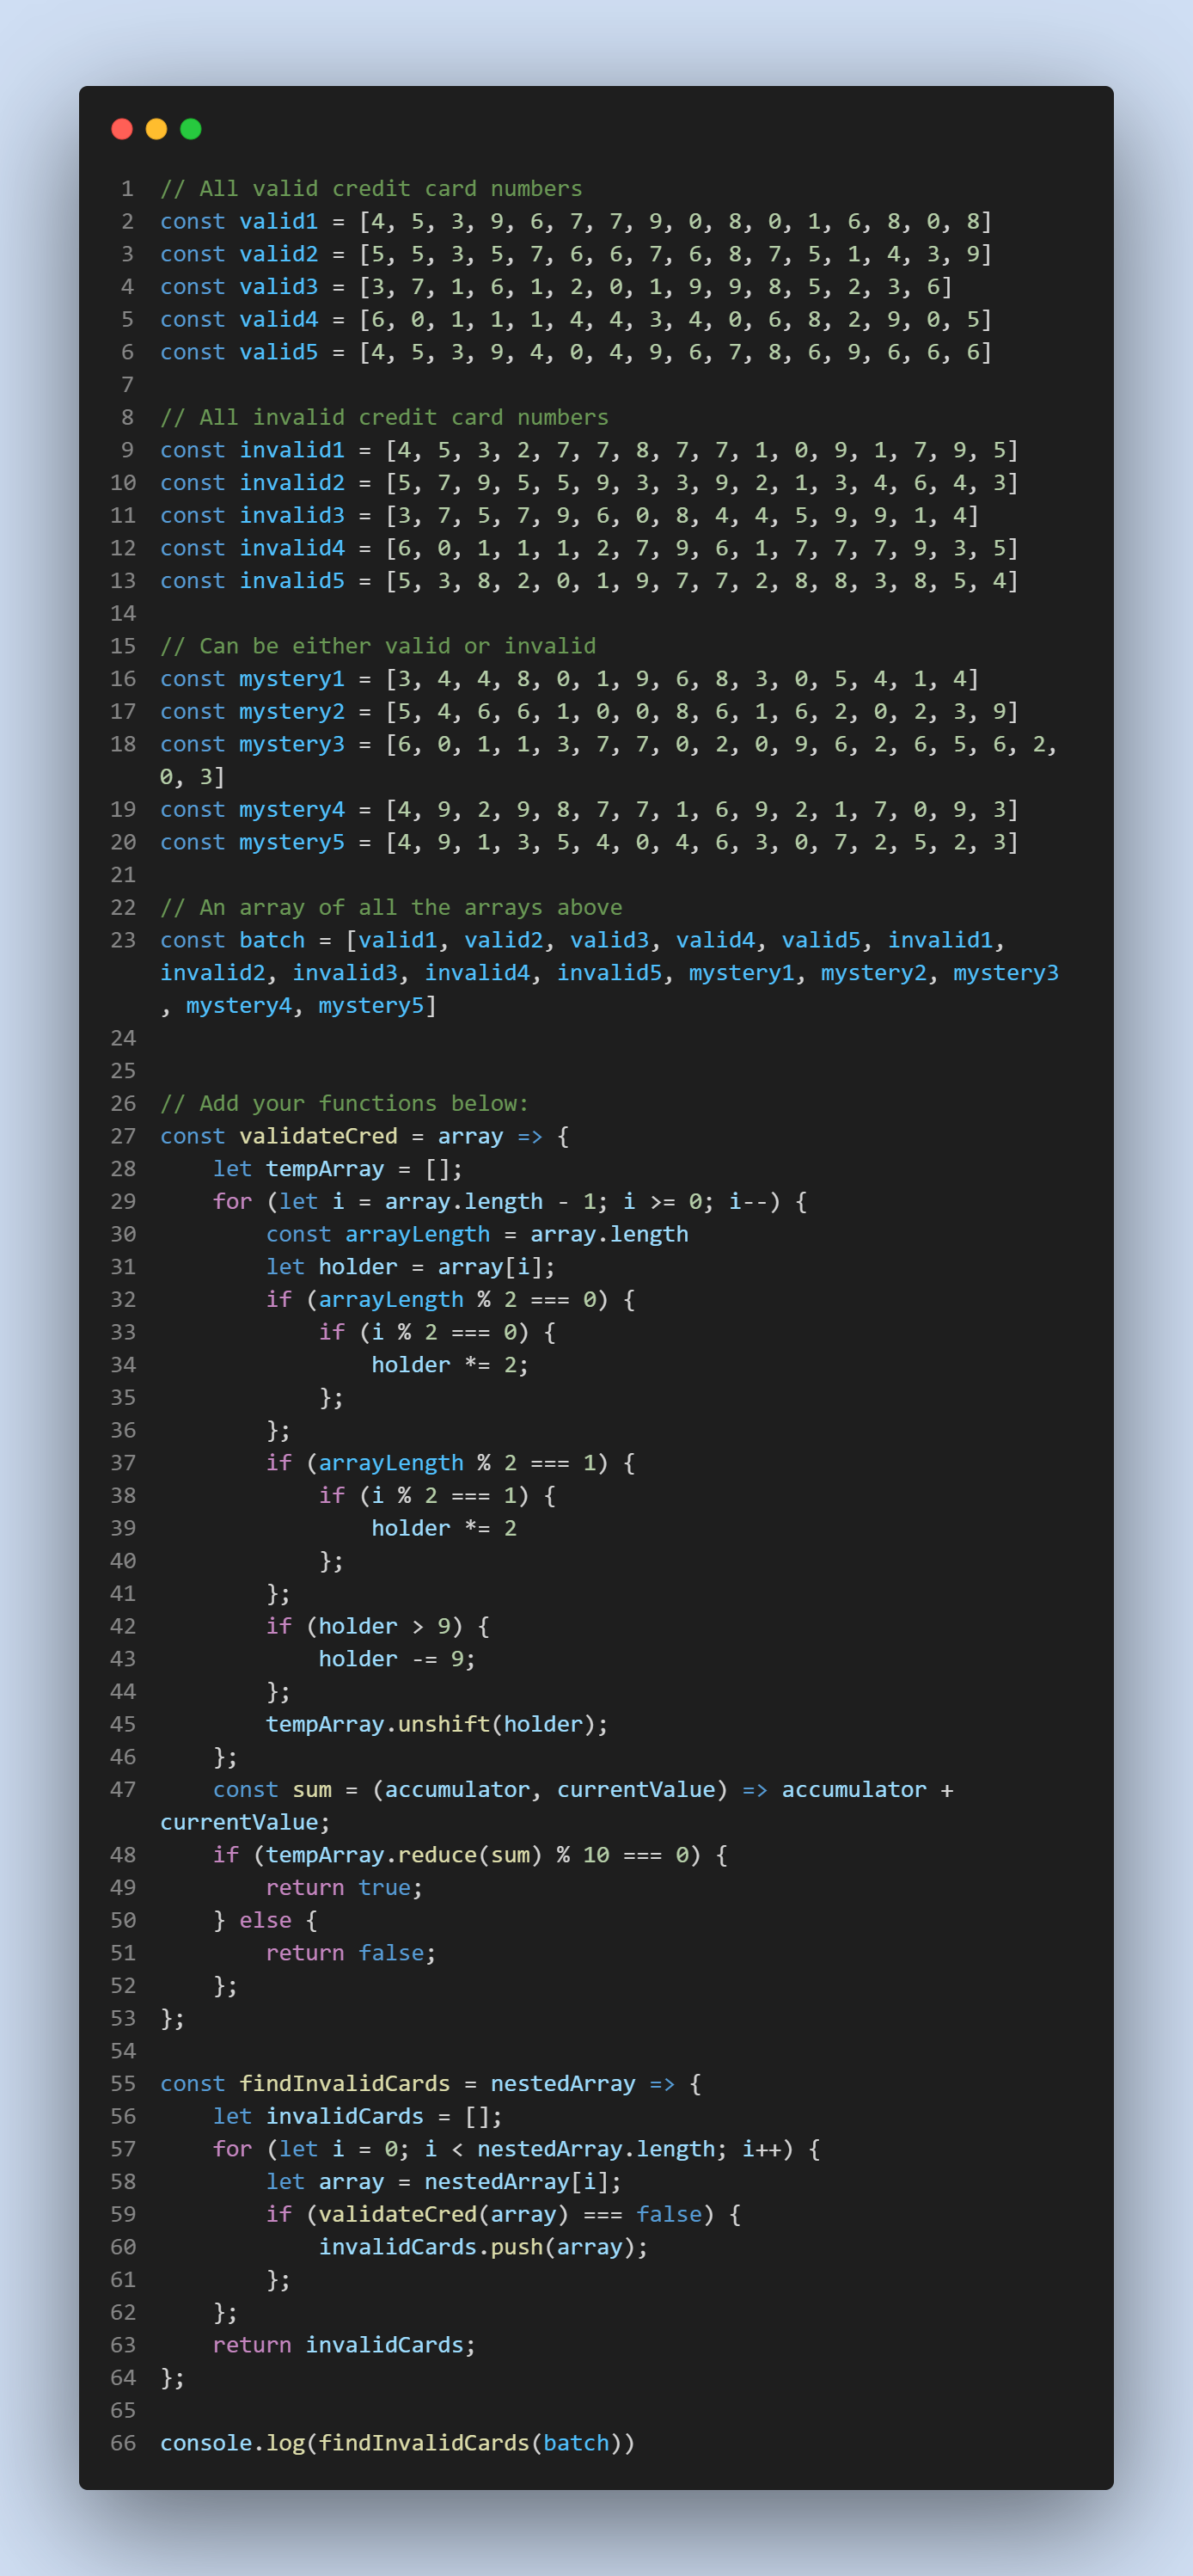 1 // All valid credit card numbers
2 const valid1 = [4, 5, 3, 9, 6, 7, 7, 9, 0, 8, 0, 1, 6, 8, 0, 8]
3 const valid2 = [5, 5, 3, 5, 7, 6, 6, 7, 6, 8, 7, 5, 1, 4, 3, 9]
4 const valid3 = [3, 7, 1, 6, 1, 2, 0, 1, 9, 9, 8, 5, 2, 3, 6]
5 const valid4 = [6, 0, 1, 1, 1, 4, 4, 3, 4, 0, 6, 8, 2, 9, 0, 5]
6 const valid5 = [4, 5, 3, 9, 4, 0, 4, 9, 6, 7, 8, 6, 9, 6, 6, 6]
7
8 // All invalid credit card numbers
9 const invalid1 = [4, 5, 3, 2, 7, 7, 8, 7, 7, 1, 0, 9, 1, 7, 9, 5]
10 const invalid2 = [5, 7, 9, 5, 5, 9, 3, 3, 9, 2, 1, 3, 4, 6, 4, 3]
11 const invalid3 = [3, 7, 5, 7, 9, 6, 0, 8, 4, 4, 5, 9, 9, 1, 4]
12 const invalid4 = [6, 0, 1, 1, 1, 2, 7, 9, 6, 1, 7, 7, 7, 9, 3, 5]
13 const invalid5 = [5, 3, 8, 2, 0, 1, 9, 7, 7, 2, 8, 8, 3, 8, 5, 4]
14
15 // Can be either valid or invalid
16 const mystery1 = [3, 4, 4, 8, 0, 1, 9, 6, 8, 3, 0, 5, 4, 1, 4]
17 const mystery2 = [5, 4, 6, 6, 1, 0, 0, 8, 6, 1, 6, 2, 0, 2, 3, 9]
18 const mystery3 = [6, 0, 1, 1, 3, 7, 7, 0, 2, 0, 9, 6, 2, 6, 5, 6, 2,
0, 3]
19 const mystery4 = [4, 9, 2, 9, 8, 7, 7, 1, 6, 9, 2, 1, 7, 0, 9, 3]
20 const mystery5 = [4, 9, 1, 3, 5, 4, 0, 4, 6, 3, 0, 7, 2, 5, 2, 3]
21
22 // An array of all the arrays above
23 const batch = [valid1, valid2, valid3, valid4, valid5, invalid1,
invalid2, invalid3, invalid4, invalid5, mystery1, mystery2, mystery3
, mystery4, mystery5]
24
25
26 // Add your functions below:
27 const validateCred = array => {
28     let tempArray = [];
29     for (let i = array.length - 1; i >= 0; i--) {
30         const arrayLength = array.length
31         let holder = array[i];
32         if (arrayLength % 2 === 0) {
33             if (i % 2 === 0) {
34                 holder *= 2;
35             };
36         };
37         if (arrayLength % 2 === 1) {
38             if (i % 2 === 1) {
39                 holder *= 2
40             };
41         };
42         if (holder > 9) {
43             holder -= 9;
44         };
45         tempArray.unshift(holder);
46     };
47     const sum = (accumulator, currentValue) => accumulator +
currentValue;
48     if (tempArray.reduce(sum) % 10 === 0) {
49         return true;
50     } else {
51         return false;
52     };
53 };
54
55 const findInvalidCards = nestedArray => {
56     let invalidCards = [];
57     for (let i = 0; i < nestedArray.length; i++) {
58         let array = nestedArray[i];
59         if (validateCred(array) === false) {
60             invalidCards.push(array);
61         };
62     };
63     return invalidCards;
64 };
65
66 console.log(findInvalidCards(batch))